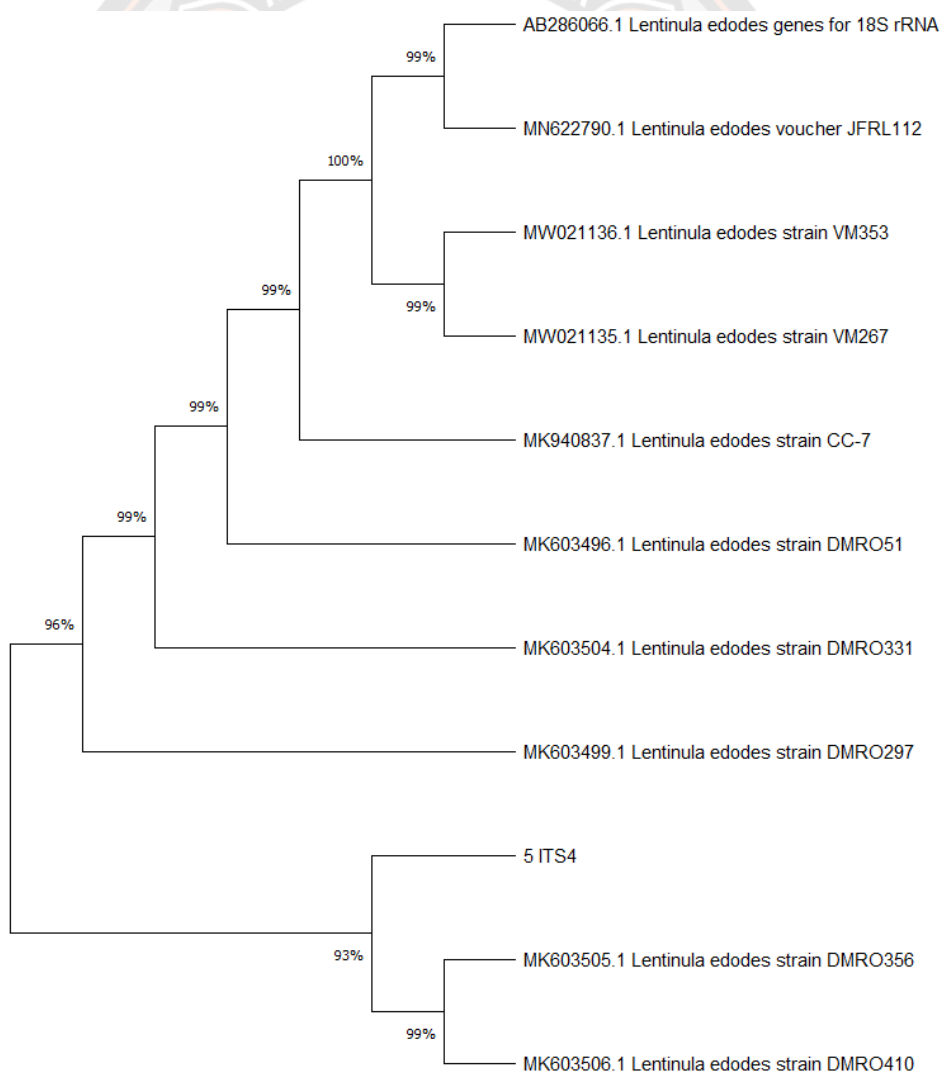 AB286066.1 Lentinula edodes genes for 18S rRNA
99%
MN622790.1 Lentinula edodes voucher JFRL112
100%
MW021136.1 Lentinula edodes strain VM353
99%
99%
MW021135.1 Lentinula edodes strain VM267
99%
MK940837.1 Lentinula edodes strain CC-7
99%
MK603496.1 Lentinula edodes strain DMRO51
96%
MK603504.1 Lentinula edodes strain DMRO331
MK603499.1 Lentinula edodes strain DMRO297
5 ITS4
93%
MK603505.1 Lentinula edodes strain DMRO356
99%
MK603506.1 Lentinula edodes strain DMRO410